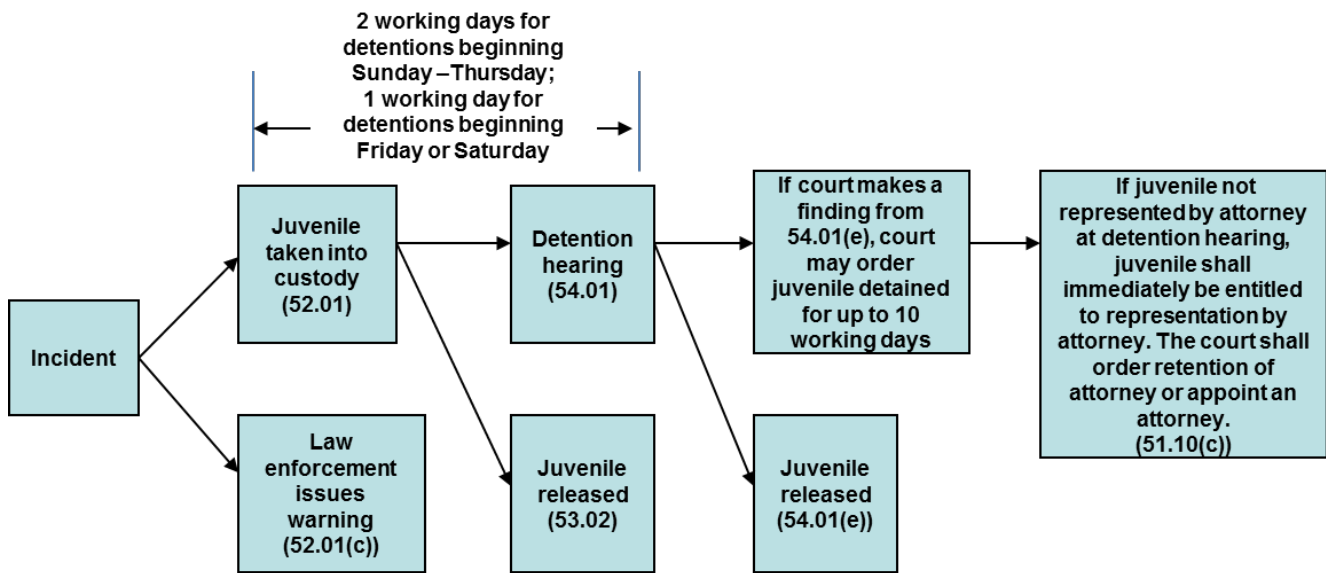 2 working days for
detentions beginning
Sunday –Thursday;
1 working day for
detentions beginning
Friday or Saturday
Incident
Juvenile
taken into
custody
(52.01)
Law
enforcement
issues
warning
(52.01(c))
Detention
hearing
(54.01)
Juvenile
released
(53.02)
If court makes a
finding from
54.01(e), court
may order
juvenile detained
for up to 10
working days
Juvenile
released
(54.01(e))
If juvenile not
represented by attorney
at detention hearing,
juvenile shall
immediately be entitled
to representation by
attorney. The court shall
order retention of
attorney or appoint an
attorney.
(51.10(c))